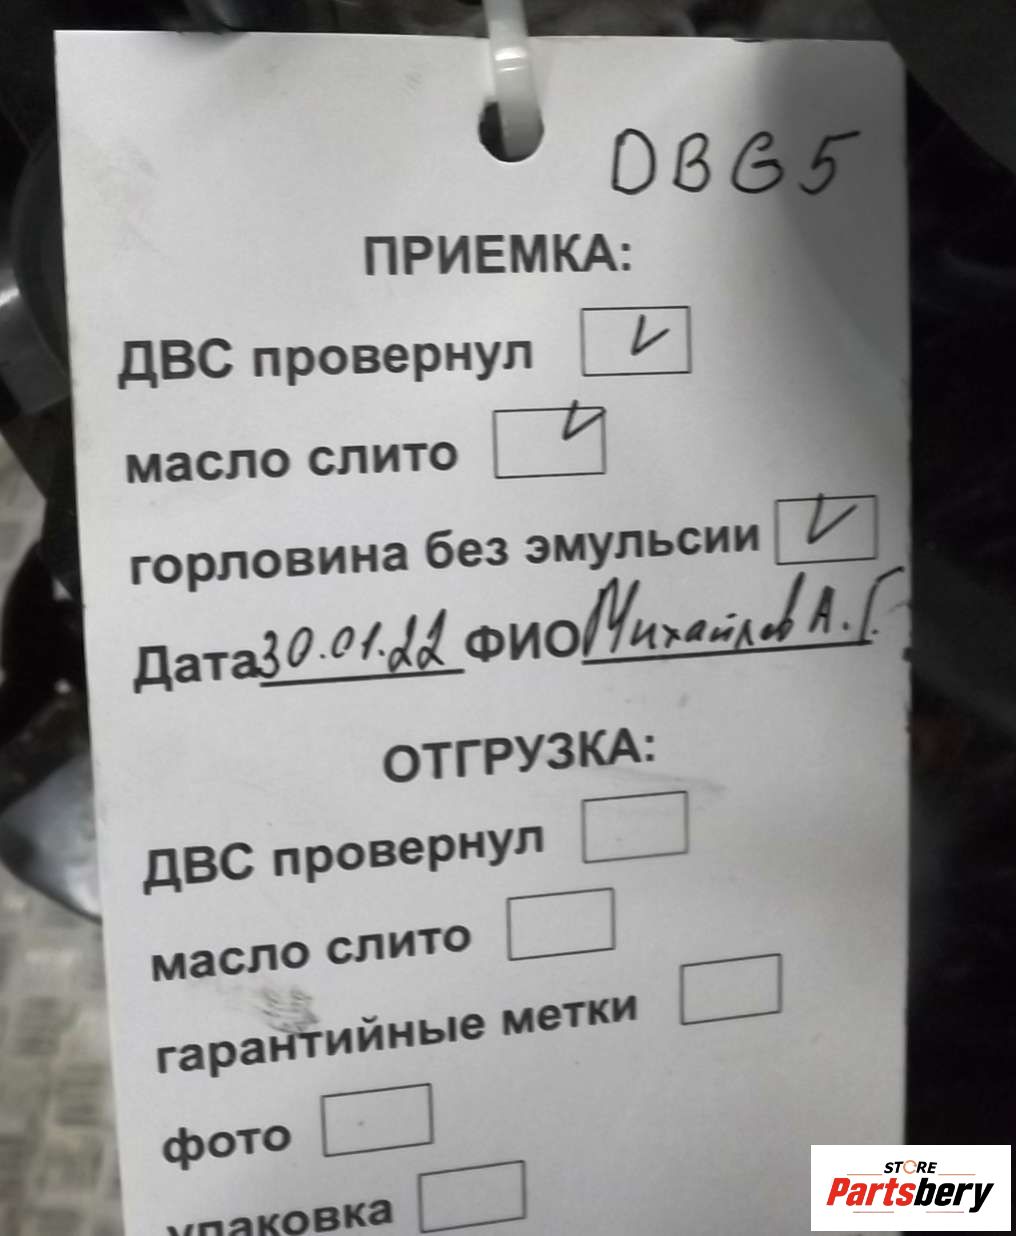 DBG5
ПРИЕМКА:
ДВС провернул
масло слито
горловина без эмульсии
Дата 30.01.22 ФИО Михайлов А.Г.
ОТГРУЗКА:
ДВС провернул
масло слито
гарантийные метки
фото
упаковка
STORE
Partsbery